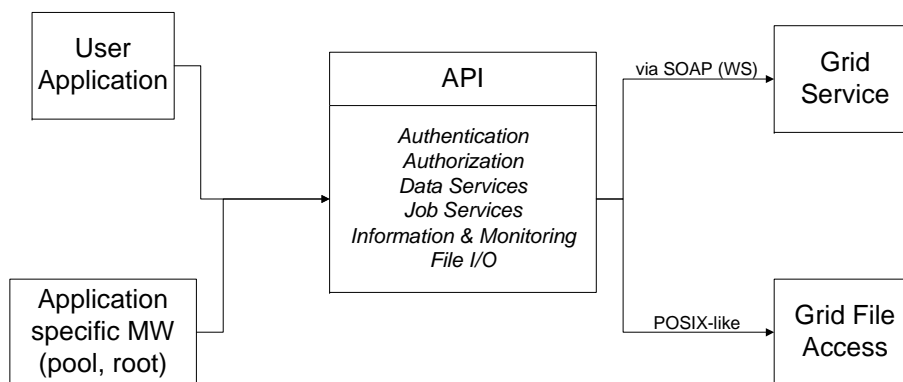 User
Application
API
Authentication
Authorization
Data Services
Job Services
Information & Monitoring
File I/O
via SOAP (WS)
Grid
Service
Application
specific MW
(pool, root)
POSIX-like
Grid File
Access